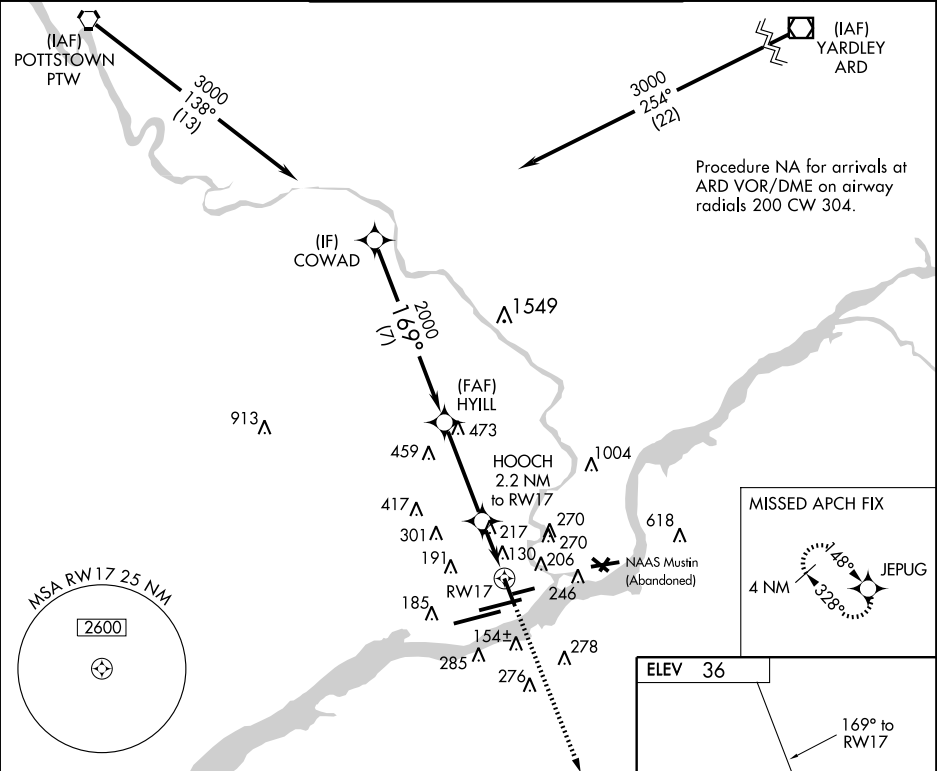 (IAF)
POTTSTOWN
PTW
3000
138°
(13)
(IAF)
YARDLEY
ARD
3000
254°
(22)
Procedure NA for arrivals at
ARD VOR/DME on airway
radials 200 CW 304.
(IF)
COWAD
2000
169°
(7)
1549
(FAF)
HYILL
913
473
459
HOOCH
2.2 NM
to RW17
1004
417
301
217
270
270
618
191
130
206
NAAS Mustin
(Abandoned)
RW17
246
185
154±
285
278
276
MSA RW17 25 NM
2600
MISSED APCH FIX
4 NM
148°
328°
JEPUG
ELEV 36
169° to
RW17